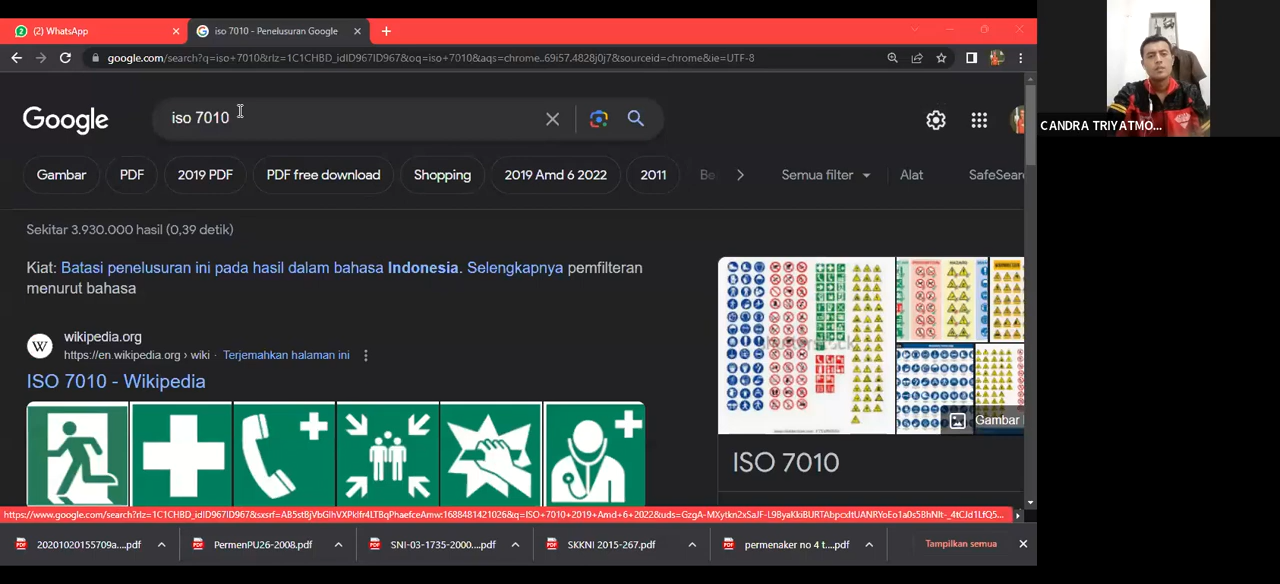 (2) WhatsApp
iso 7010 - Penelusuran Google
google.com/search?q=iso+7010&rlz=1C1CHBD_idID967ID967&oq=iso+7010&aqs=chrome..69i57.4828j0j7&sourceid=chrome&ie=UTF-8
CANDRA TRIYATMO...
Google
iso 7010
Gambar
PDF
2019 PDF
PDF free download
Shopping
2019 Amd 6 2022
2011
Semua filter
Alat
SafeSear
Sekitar 3.930.000 hasil (0,39 detik)
Kiat: Batasi penelusuran ini pada hasil dalam bahasa Indonesia. Selengkapnya pemfilteran
menurut bahasa
wikipedia.org
https://en.wikipedia.org › wiki · Terjemahkan halaman ini
ISO 7010 - Wikipedia
Gambar
ISO 7010
20201020155709a....pdf
PermenPU26-2008.pdf
SNI-03-1735-2000....pdf
SKKNI 2015-267.pdf
permenaker no 4 t....pdf
Tampilkan semua